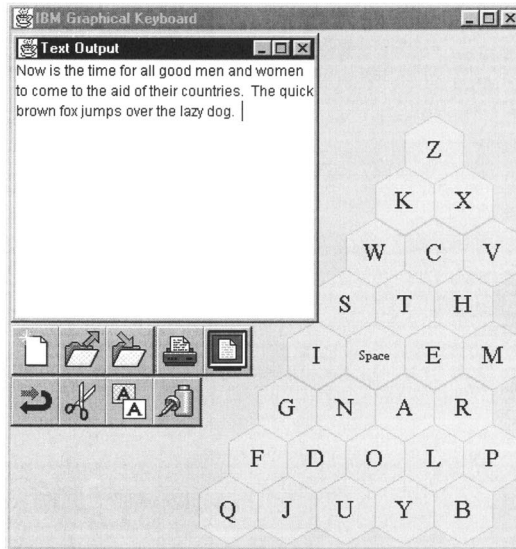 IBM Graphical Keyboard
Text Output
Now is the time for all good men and women
to come to the aid of their countries.  The quick
brown fox jumps over the lazy dog.
Z
K X
W C V
S T H
I Space E M
G N A R
F D O L P
Q J U Y B
A
A